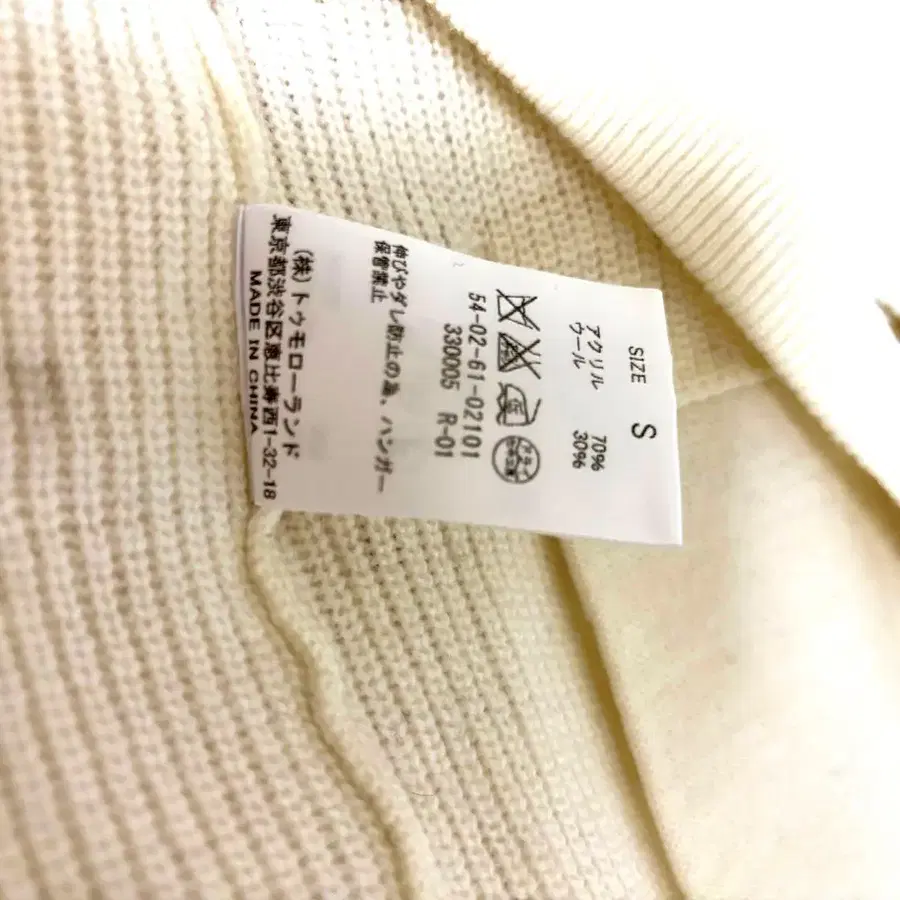 SIZE S
アクリル 70%
ウール 30%
54-02-61-02101
330005 R-01
伸びやダレ防止の為、ハンガー
保管禁止
(株)トゥモローランド
東京都渋谷区恵比寿西1-32-18
MADE IN CHINA